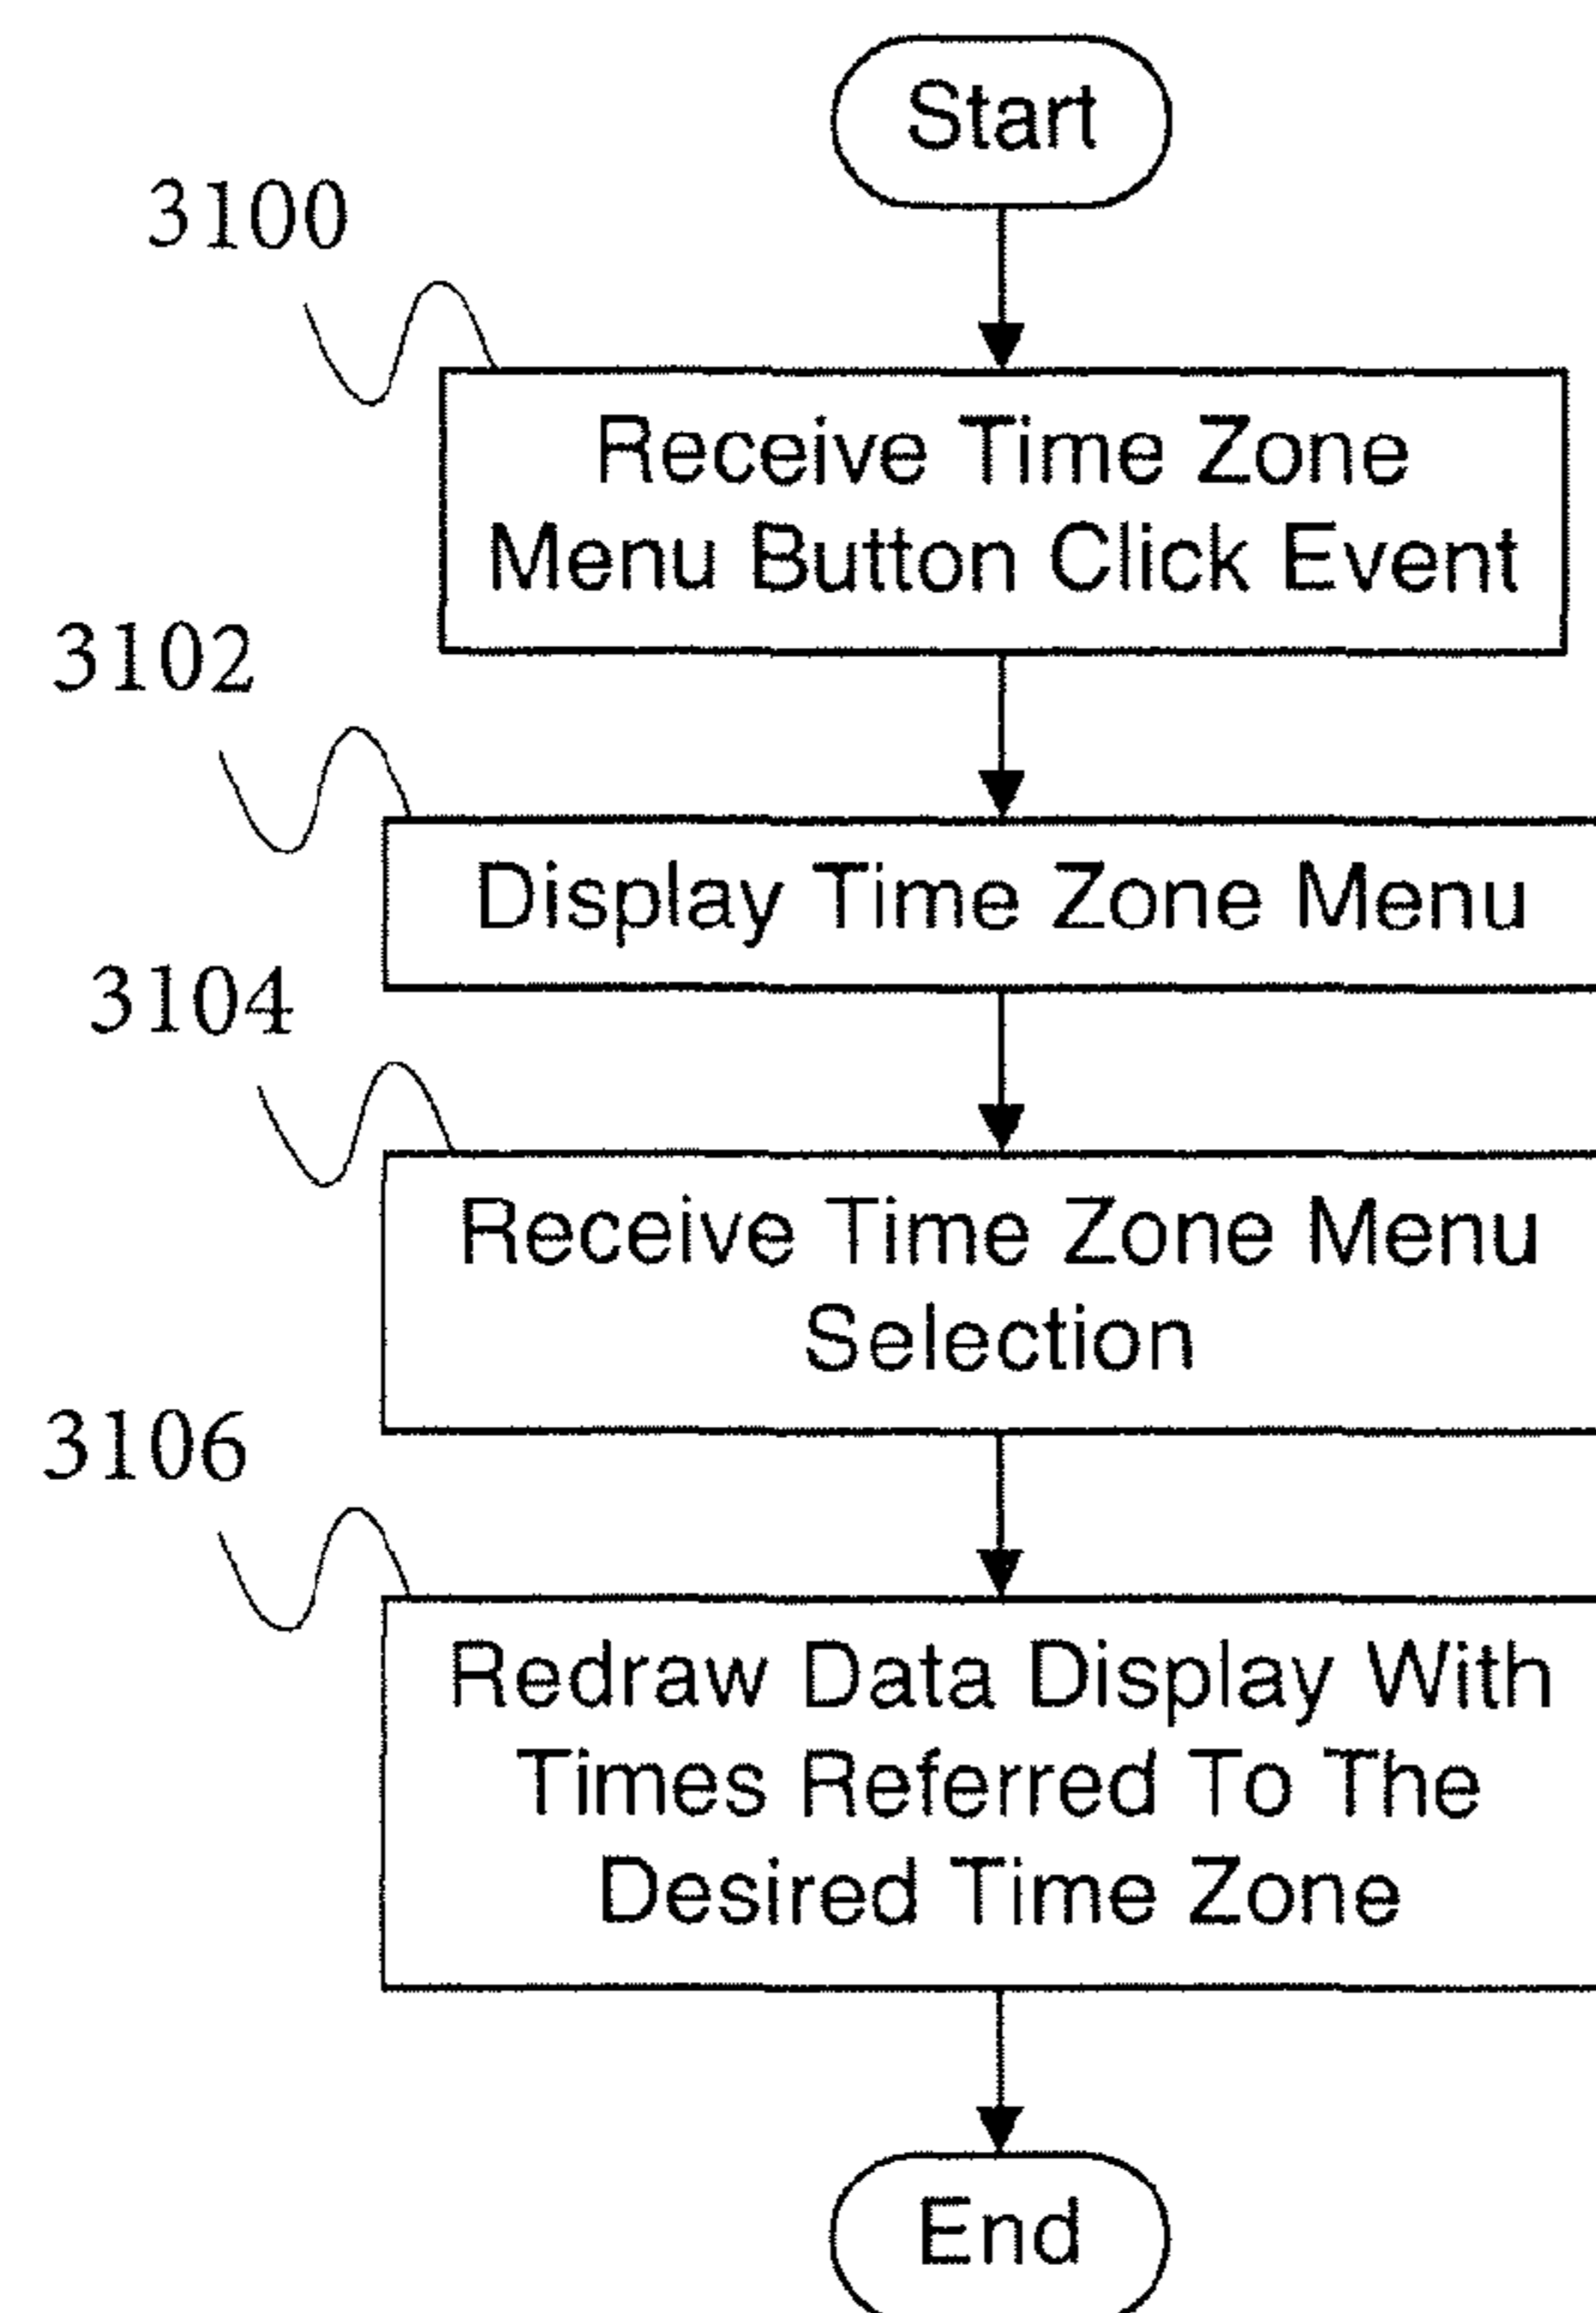 Start
3100
Receive Time Zone
Menu Button Click Event
3102
Display Time Zone Menu
3104
Receive Time Zone Menu
Selection
3106
Redraw Data Display With
Times Referred To The
Desired Time Zone
End